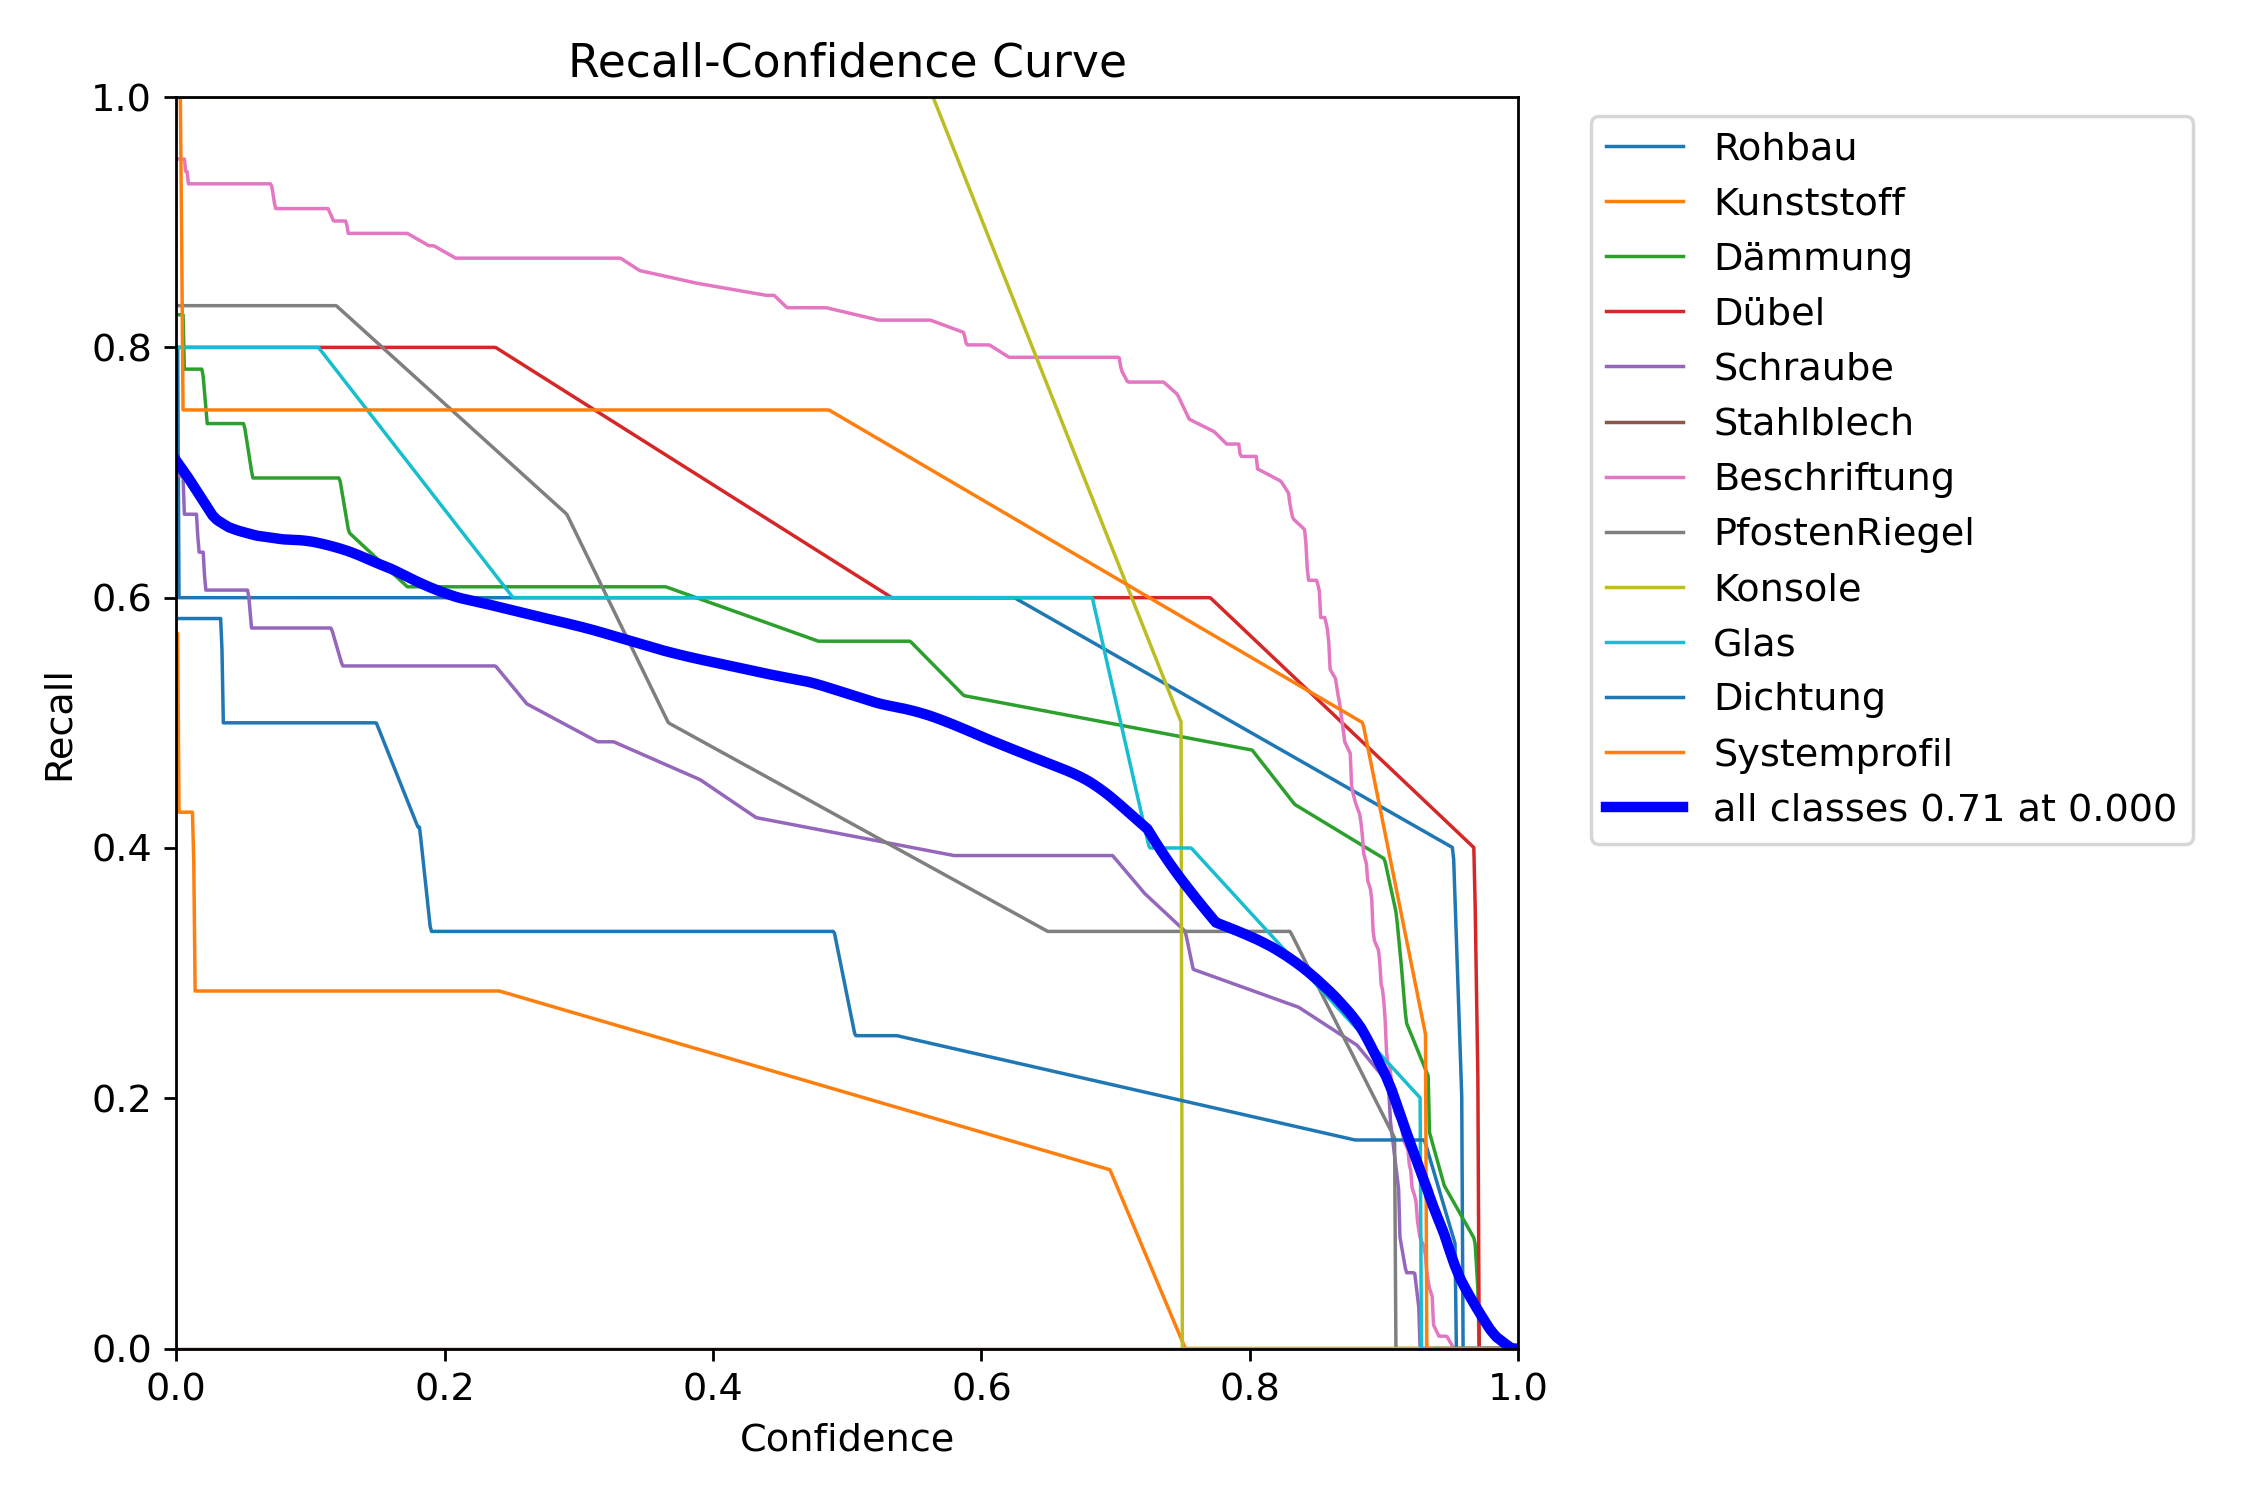 Recall-Confidence Curve
1.0
0.8
0.6
0.4
0.2
0.0
Recall
0.0 0.2 0.4 0.6 0.8 1.0
Confidence
Rohbau
Kunststoff
Dämmung
Dübel
Schraube
Stahlblech
Beschriftung
PfostenRiegel
Konsole
Glas
Dichtung
Systemprofil
all classes 0.71 at 0.000